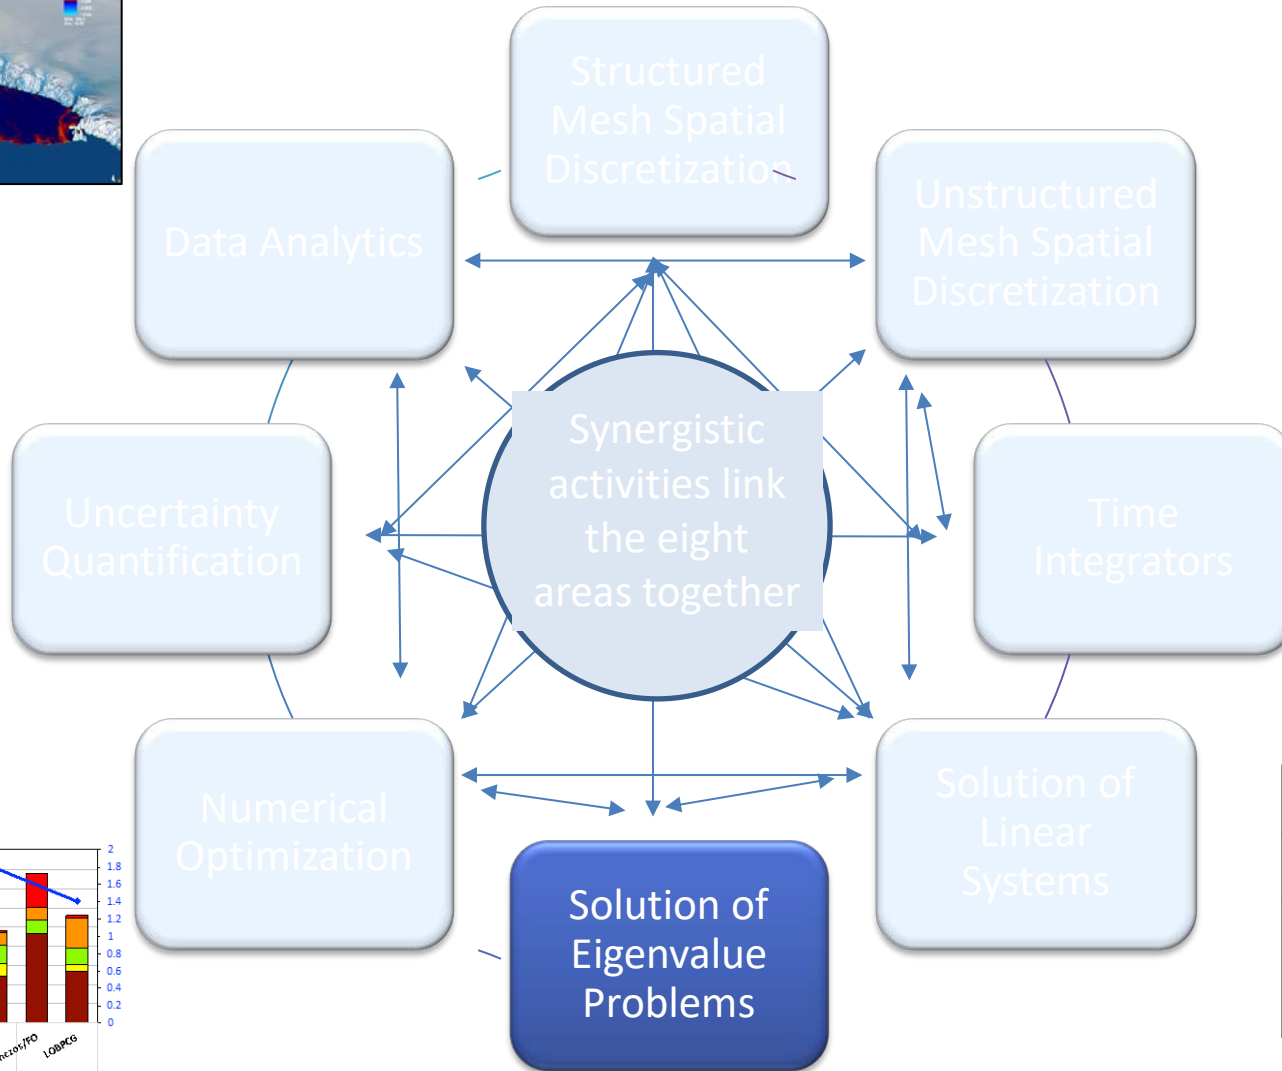 Structured
Mesh Spatial
Discretization
Data Analytics
Unstructured
Mesh Spatial
Discretization
Synergistic
activities link
the eight
areas together
Uncertainty
Quantification
Time
Integrators
Numerical
Optimization
Solution of
Linear
Systems
Solution of
Eigenvalue
Problems
2
1.8
1.6
1.4
1.2
1
0.8
0.6
0.4
0.2
0
LOBPCG